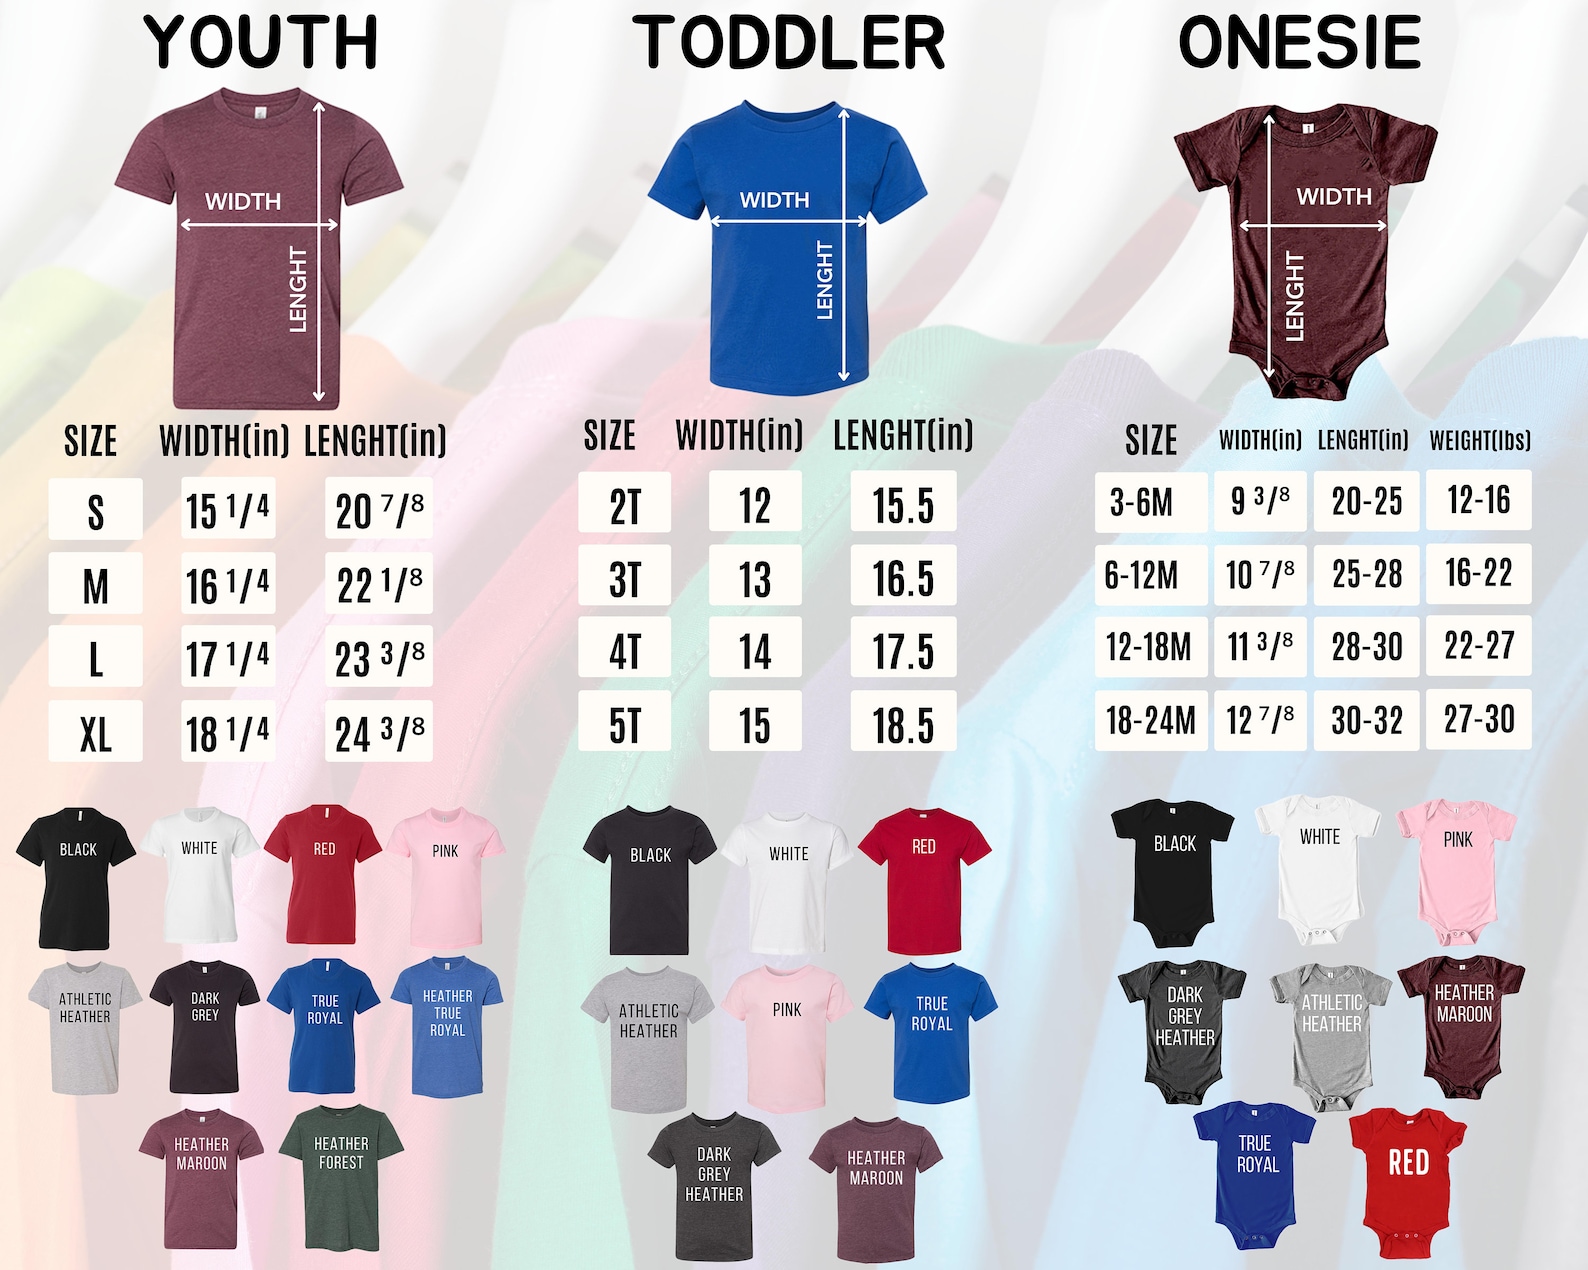 YOUTH
WIDTH
LENGHT
SIZE WIDTH(in) LENGHT(in)
S 15 1/4 20 7/8
M 16 1/4 22 1/8
L 17 1/4 23 3/8
XL 18 1/4 24 3/8
BLACK
WHITE
RED
PINK
ATHLETIC
HEATHER
DARK
GREY
TRUE
ROYAL
HEATHER
TRUE
ROYAL
HEATHER
MAROON
HEATHER
FOREST
TODDLER
WIDTH
LENGHT
SIZE WIDTH(in) LENGHT(in)
2T 12 15.5
3T 13 16.5
4T 14 17.5
5T 15 18.5
BLACK
WHITE
RED
ATHLETIC
HEATHER
PINK
TRUE
ROYAL
DARK
GREY
HEATHER
HEATHER
MAROON
ONESIE
WIDTH
LENGHT
SIZE WIDTH(in) LENGHT(in) WEIGHT(lbs)
3-6M 9 3/8 20-25 12-16
6-12M 10 7/8 25-28 16-22
12-18M 11 3/8 28-30 22-27
18-24M 12 7/8 30-32 27-30
BLACK
WHITE
PINK
DARK
GREY
HEATHER
ATHLETIC
HEATHER
HEATHER
MAROON
TRUE
ROYAL
RED